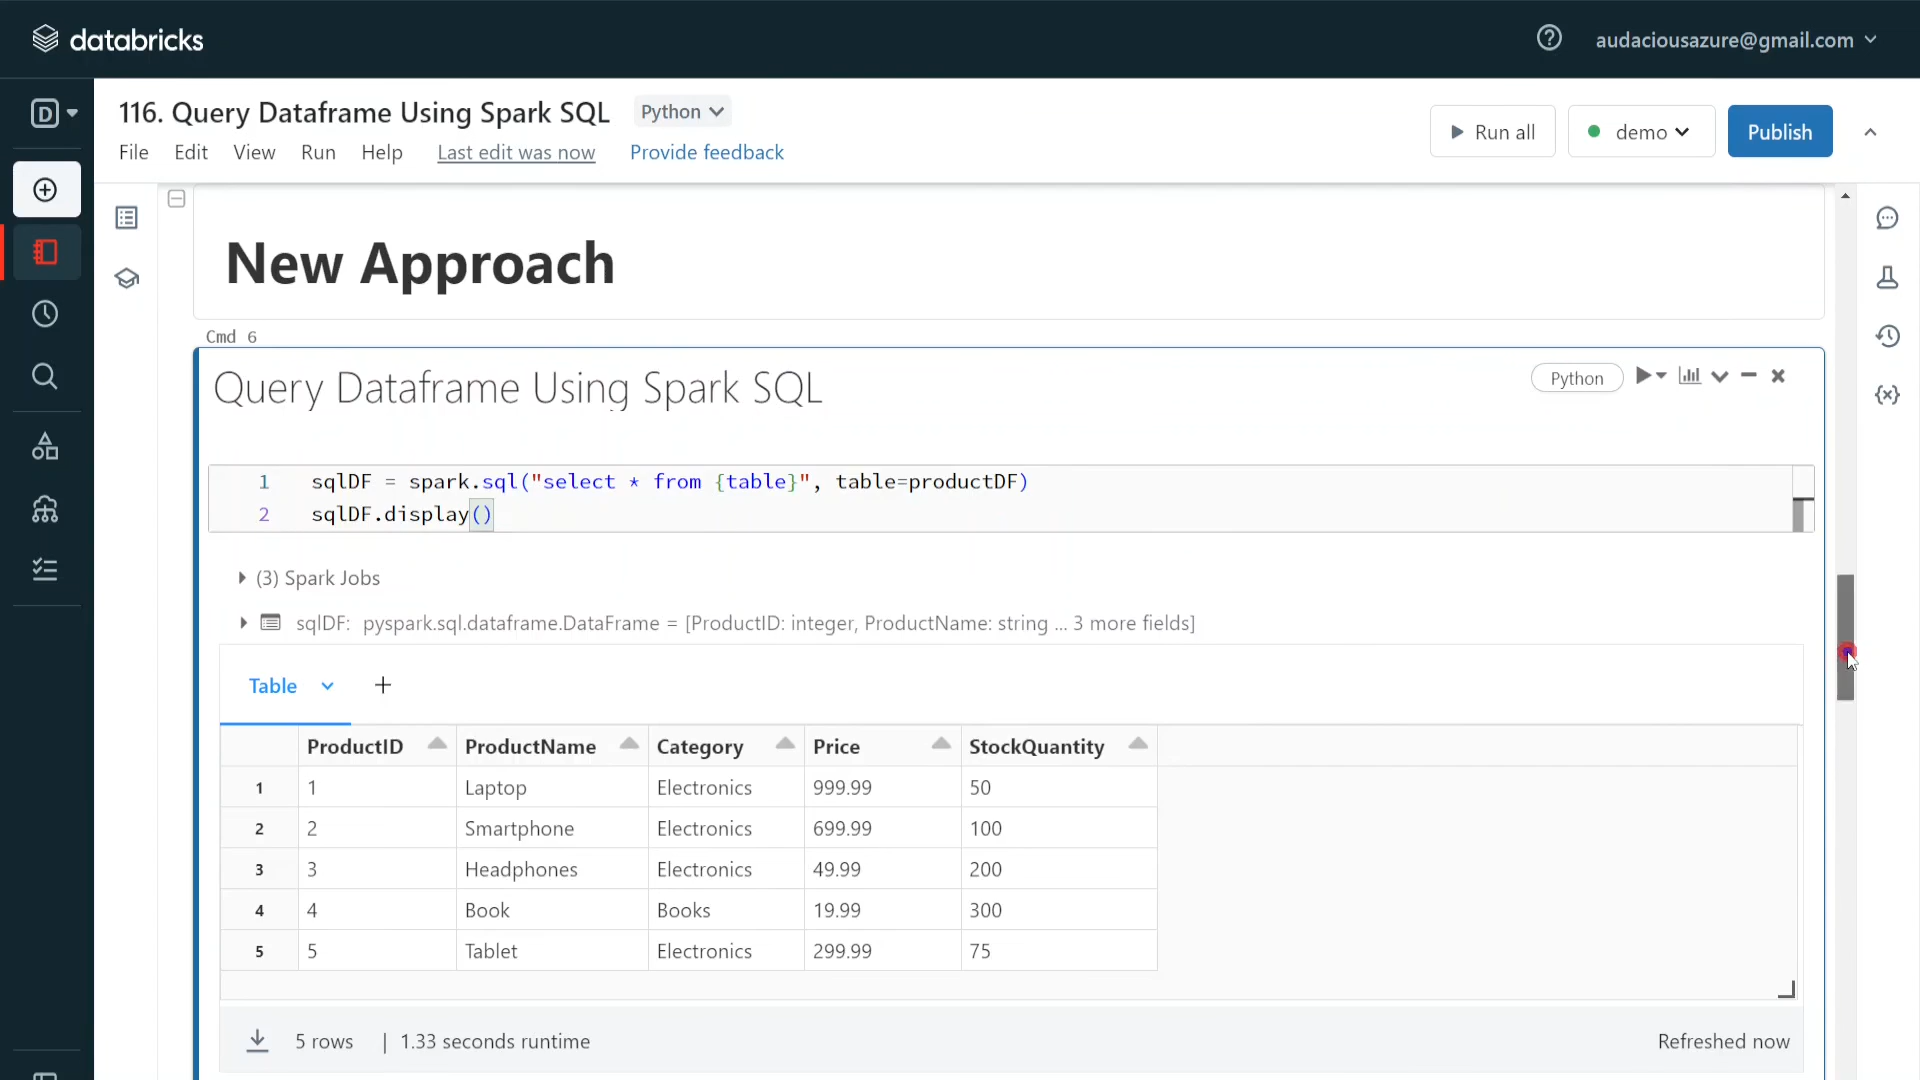 databricks
audaciousazure@gmail.com
D
116. Query Dataframe Using Spark SQL
Python
File Edit View Run Help Last edit was now Provide feedback
Run all
demo
Publish
New Approach
Cmd 6
Query Dataframe Using Spark SQL
Python
1 sqlDF = spark.sql("select * from {table}", table=productDF)
2 sqlDF.display()
(3) Spark Jobs
sqlDF: pyspark.sql.dataframe.DataFrame = [ProductID: integer, ProductName: string ... 3 more fields]
Table +
ProductID ProductName Category Price StockQuantity
1 1 Laptop Electronics 999.99 50
2 2 Smartphone Electronics 699.99 100
3 3 Headphones Electronics 49.99 200
4 4 Book Books 19.99 300
5 5 Tablet Electronics 299.99 75
5 rows | 1.33 seconds runtime
Refreshed now